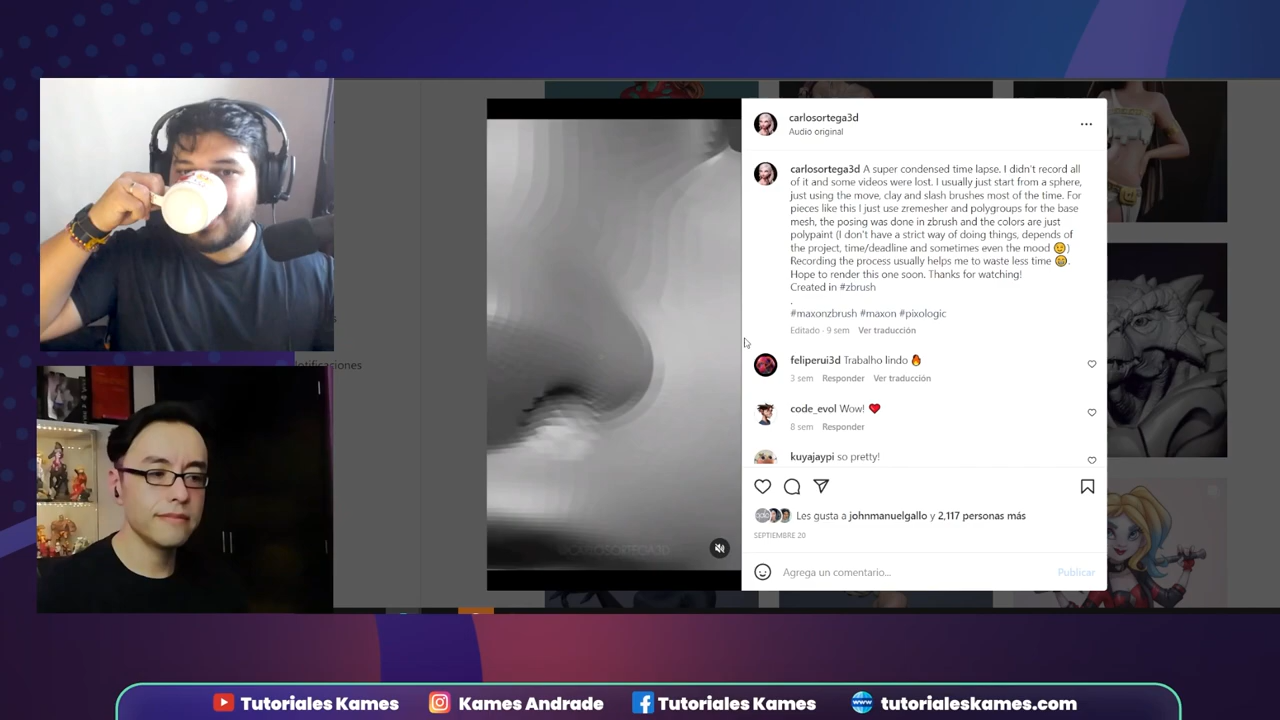 carlosortega3d
Audio original
carlosortega3d A super condensed time lapse. I didn't record all
of it and some videos were lost. I usually just start from a sphere,
just using the move, clay and slash brushes most of the time. For
pieces like this I just use zremesher and polygroups for the base
mesh, the posing was done in zbrush and the colors are just
polypaint (I don't have a strict way of doing things, depends of
the project, time/deadline and sometimes even the mood 😉)
Recording the process usually helps me to waste less time 😁.
Hope to render this one soon. Thanks for watching!
Created in #zbrush
.
#maxonzbrush #maxon #pixologic
Editado · 9 sem Ver traducción
feliperui3d Trabalho lindo 🔥
3 sem Responder Ver traducción
code_evol Wow! ❤️
8 sem Responder
kuyajaypi so pretty!
Les gusta a johnmanuelgallo y 2,117 personas más
SEPTIEMBRE 20
Agrega un comentario... Publicar
@CARLOSORTEGA3D
Tutoriales Kames
Kames Andrade
Tutoriales Kames
tutorialeskames.com